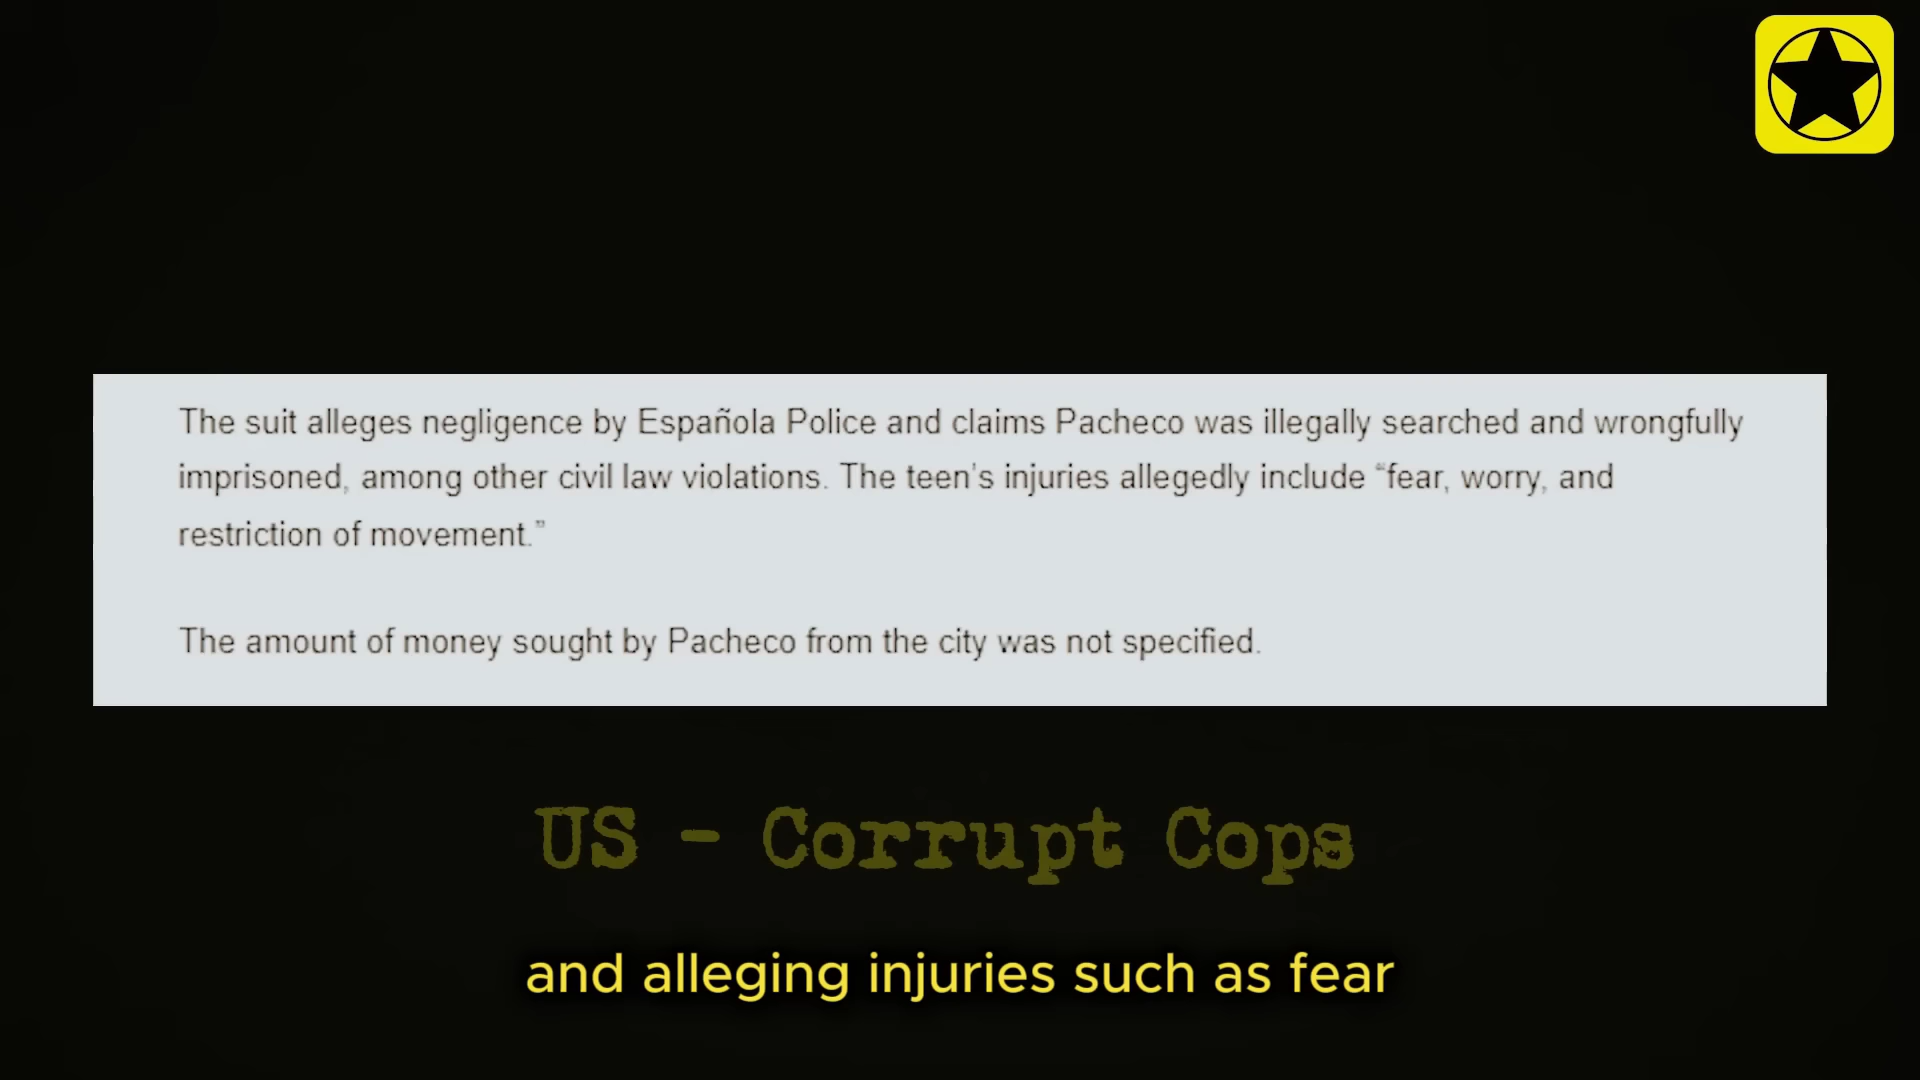 The suit alleges negligence by Española Police and claims Pacheco was illegally searched and wrongfully
imprisoned, among other civil law violations. The teen's injuries allegedly include “fear, worry, and
restriction of movement.”
The amount of money sought by Pacheco from the city was not specified.
US - Corrupt Cops
and alleging injuries such as fear